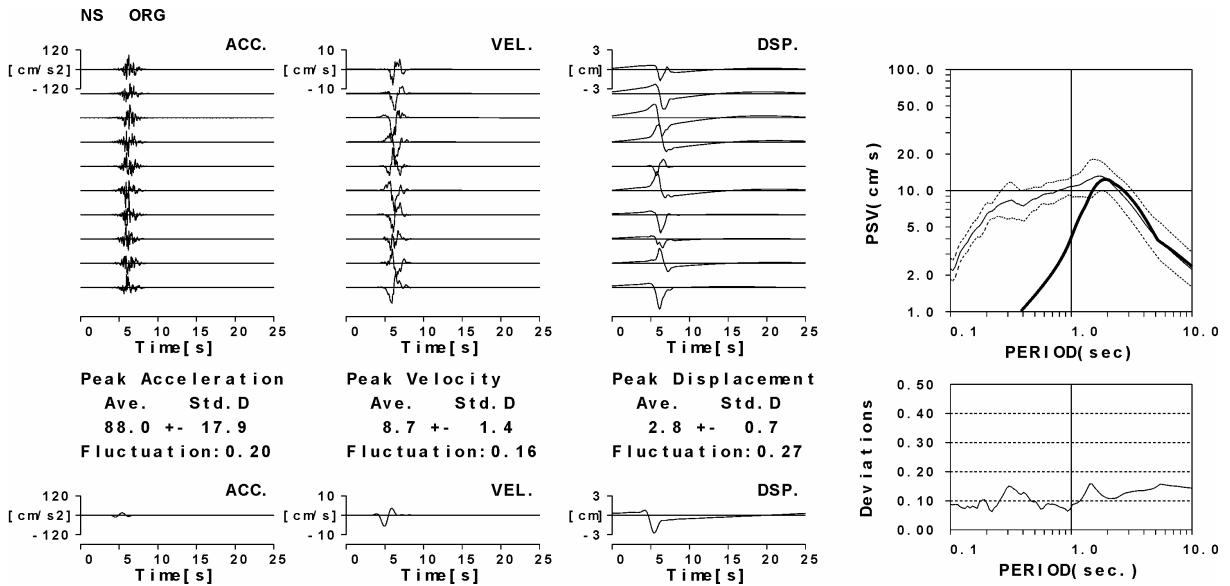 NS ORG
120 ACC.
[cm/s2]
-120
0 5 10 15 20 25
Time[s]
Peak Acceleration
Ave. Std.D
88.0 +- 17.9
Fluctuation:0.20
120 ACC.
[cm/s2]
-120
0 5 10 15 20 25
Time[s]
10 VEL.
[cm/s]
-10
0 5 10 15 20 25
Time[s]
Peak Velocity
Ave. Std.D
8.7 +- 1.4
Fluctuation:0.16
10 VEL.
[cm/s]
-10
0 5 10 15 20 25
Time[s]
3 DSP.
[cm]
-3
0 5 10 15 20 25
Time[s]
Peak Displacement
Ave. Std.D
2.8 +- 0.7
Fluctuation:0.27
3 DSP.
[cm]
-3
0 5 10 15 20 25
Time[s]
PSV(cm/s)
100.0
50.0
20.0
10.0
5.0
2.0
1.0
0.1 1.0 10.0
PERIOD(sec)
Deviations
0.50
0.40
0.30
0.20
0.10
0.00
0.1 1.0 10.0
PERIOD(sec.)